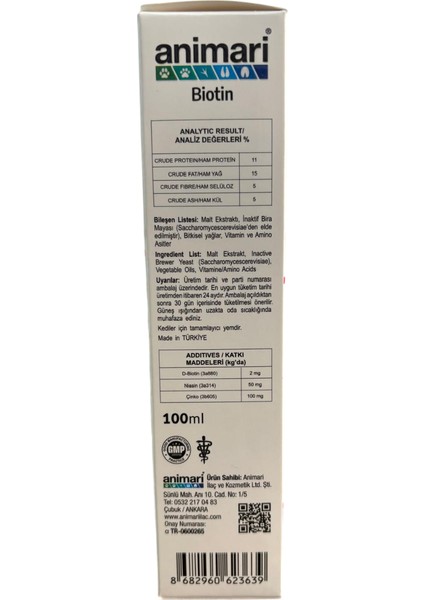 animari®
Biotin
ANALYTIC RESULT/
ANALİZ DEĞERLERİ %
CRUDE PROTEIN/HAM PROTEİN 11
CRUDE FAT/HAM YAĞ 15
CRUDE FIBRE/HAM SELÜLOZ 5
CRUDE ASH/HAM KÜL 5
Bileşen Listesi: Malt Ekstraktı, İnaktif Bira
Mayası (Saccharomycescerevisiae'den elde
edilmiştir), Bitkisel yağlar, Vitamin ve Amino
Asitler
Ingredient List: Malt Ekstrakt, Inactive
Brewer Yeast (Saccharomycescerevisiae),
Vegetable Oils, Vitamine/Amino Acids
Uyarılar: Üretim tarihi ve parti numarası
ambalaj üzerindedir. En uygun tüketim tarihi
üretimden itibaren 24 aydır. Ambalaj açıldıktan
sonra 30 gün içerisinde tüketilmesi önerilir.
Güneş ışığından uzakta oda sıcaklığında
muhafaza ediniz.
Kediler için tamamlayıcı yemdir.
Made in TÜRKİYE
ADDITIVES / KATKI
MADDELERİ (kg'da)
D-Biotin (3a880) 2 mg
Niasin (3a314) 50 mg
Çinko (3b605) 100 mg
100ml
GMP
animari Ürün Sahibi: Animari
İlaç ve Kozmetik Ltd. Şti.
Sünlü Mah. Arı 10. Cad. No: 1/5
Tel: 0532 217 04 83
Çubuk / ANKARA
www.animariilac.com
Onay Numarası:
α TR-0600265
8 682960 623639